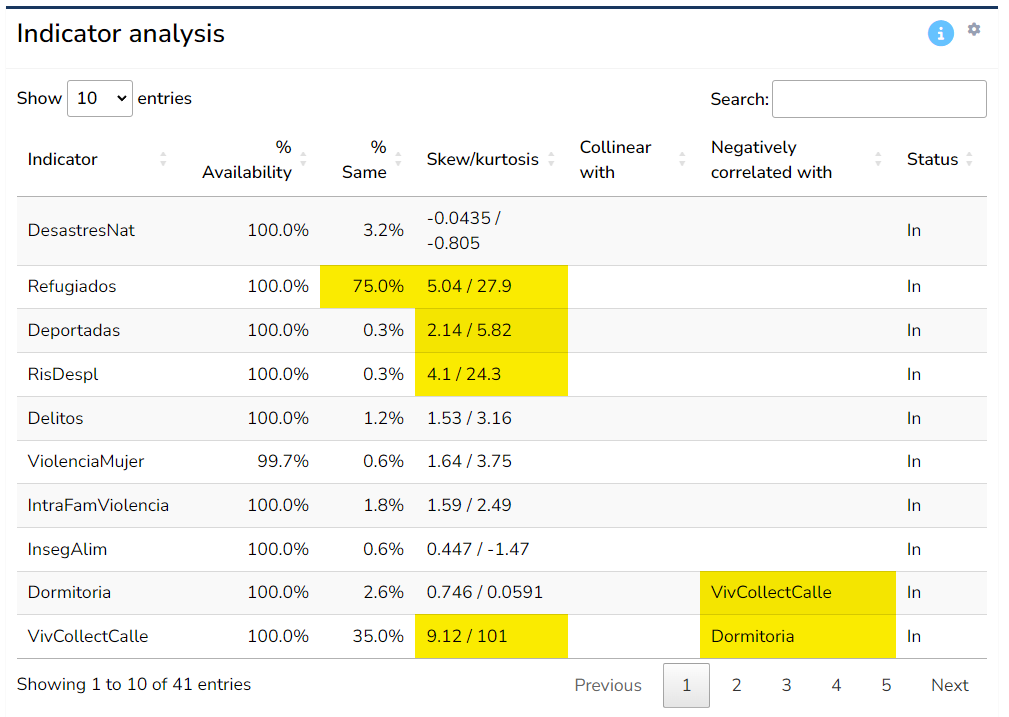 Indicator analysis
Show 10 entries
Search:
Indicator % Availability % Same Skew/kurtosis Collinear with Negatively correlated with Status
DesastresNat 100.0% 3.2% -0.0435 / -0.805 In
Refugiados 100.0% 75.0% 5.04 / 27.9 In
Deportadas 100.0% 0.3% 2.14 / 5.82 In
RisDespl 100.0% 0.3% 4.1 / 24.3 In
Delitos 100.0% 1.2% 1.53 / 3.16 In
ViolenciaMujer 99.7% 0.6% 1.64 / 3.75 In
IntraFamViolencia 100.0% 1.8% 1.59 / 2.49 In
InsegAlim 100.0% 0.6% 0.447 / -1.47 In
Dormitoria 100.0% 2.6% 0.746 / 0.0591 VivCollectCalle In
VivCollectCalle 100.0% 35.0% 9.12 / 101 Dormitoria In
Showing 1 to 10 of 41 entries
Previous 1 2 3 4 5 Next